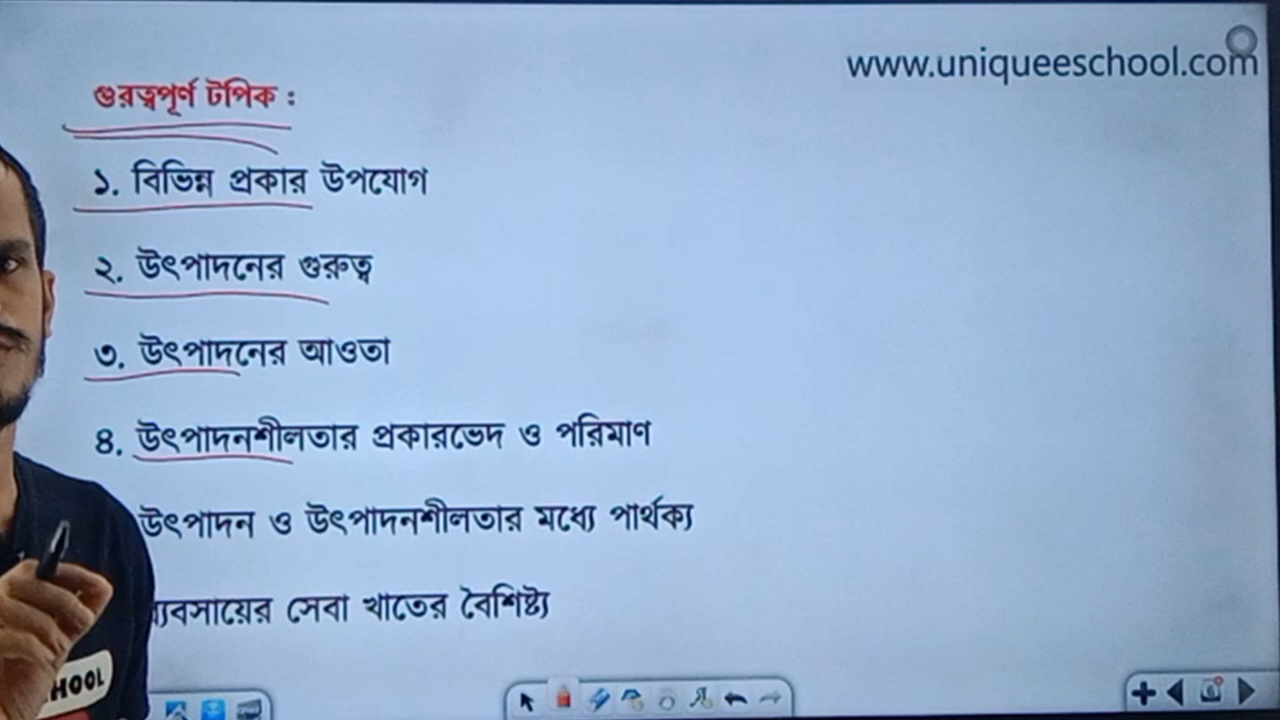 www.uniqueeschool.com
গুরত্বপূর্ণ টপিক :
১. বিভিন্ন প্রকার উপযোগ
২. উৎপাদনের গুরুত্ব
৩. উৎপাদনের আওতা
৪. উৎপাদনশীলতার প্রকারভেদ ও পরিমাণ
উৎপাদন ও উৎপাদনশীলতার মধ্যে পার্থক্য
ব্যবসায়ের সেবা খাতের বৈশিষ্ট্য
HOOL